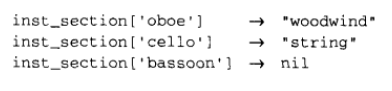 inst_section['oboe'] → "woodwind"
inst_section['cello'] → "string"
inst_section['bassoon'] → nil